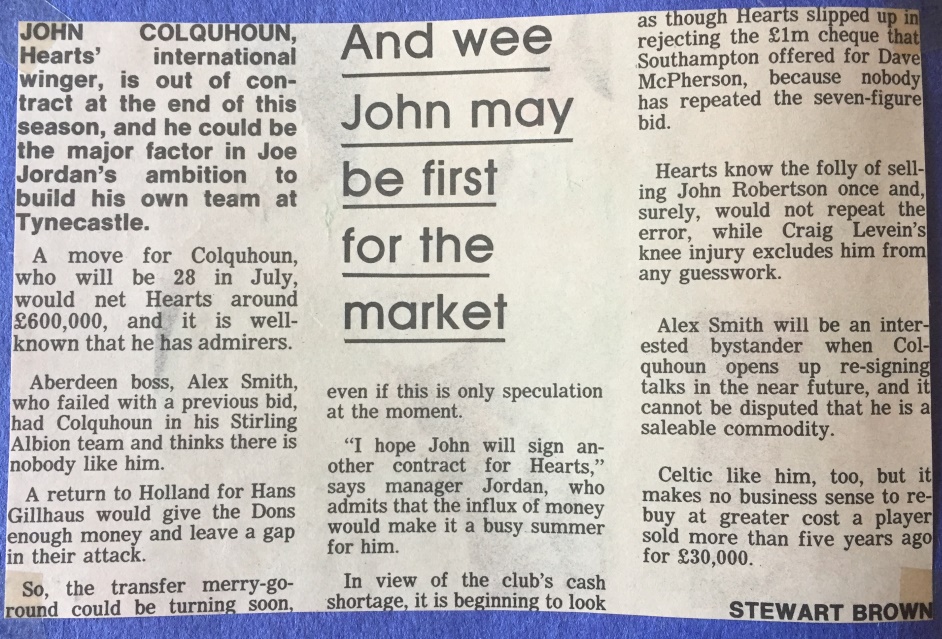 JOHN COLQUHOUN,
Hearts' international
winger, is out of con-
tract at the end of this
season, and he could be
the major factor in Joe
Jordan's ambition to
build his own team at
Tynecastle.
A move for Colquhoun,
who will be 28 in July,
would net Hearts around
£600,000, and it is well-
known that he has admirers.
Aberdeen boss, Alex Smith,
who failed with a previous bid,
had Colquhoun in his Stirling
Albion team and thinks there is
nobody like him.
A return to Holland for Hans
Gillhaus would give the Dons
enough money and leave a gap
in their attack.
So, the transfer merry-go-
round could be turning soon,
And wee
John may
be first
for the
market
even if this is only speculation
at the moment.
"I hope John will sign an-
other contract for Hearts,"
says manager Jordan, who
admits that the influx of money
would make it a busy summer
for him.
In view of the club's cash
shortage, it is beginning to look
as though Hearts slipped up in
rejecting the £1m cheque that
Southampton offered for Dave
McPherson, because nobody
has repeated the seven-figure
bid.
Hearts know the folly of sell-
ing John Robertson once and,
surely, would not repeat the
error, while Craig Levein's
knee injury excludes him from
any guesswork.
Alex Smith will be an inter-
ested bystander when Col-
quhoun opens up re-signing
talks in the near future, and it
cannot be disputed that he is a
saleable commodity.
Celtic like him, too, but it
makes no business sense to re-
buy at greater cost a player
sold more than five years ago
for £30,000.
STEWART BROWN